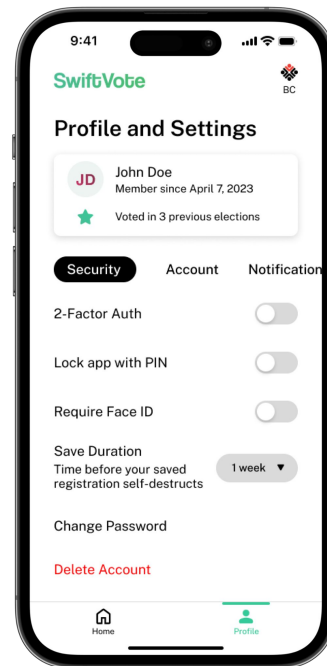 9:41
SwiftVote
BC
Profile and Settings
JD
John Doe
Member since April 7, 2023
Voted in 3 previous elections
Security Account Notification
2-Factor Auth
Lock app with PIN
Require Face ID
Save Duration
Time before your saved
registration self-destructs
1 week
Change Password
Delete Account
Home Profile